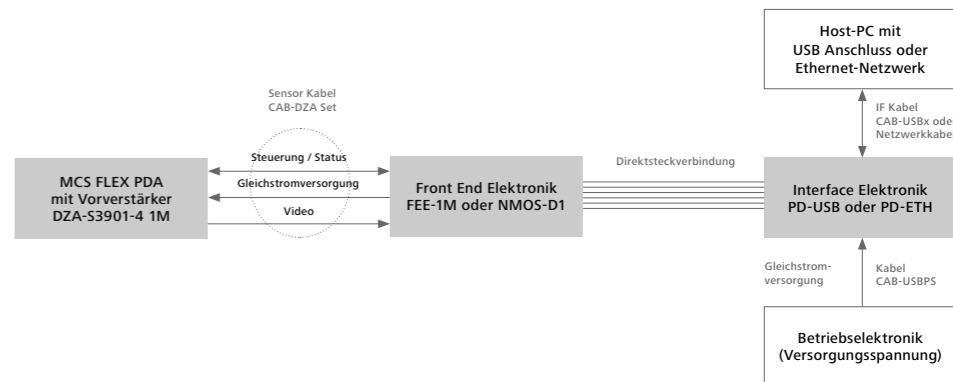 Host-PC mit
USB Anschluss oder
Ethernet-Netzwerk
Sensor Kabel
CAB-DZA Set
IF Kabel
CAB-USBx oder
Netzwerkkabel
Steuerung / Status
Gleichstromversorgung
Video
MCS FLEX PDA
mit Vorverstärker
DZA-S3901-4 1M
Front End Elektronik
FEE-1M oder NMOS-D1
Direktsteckverbindung
Interface Elektronik
PD-USB oder PD-ETH
Gleichstrom-
versorgung
Kabel
CAB-USBPS
Betriebselektronik
(Versorgungsspannung)